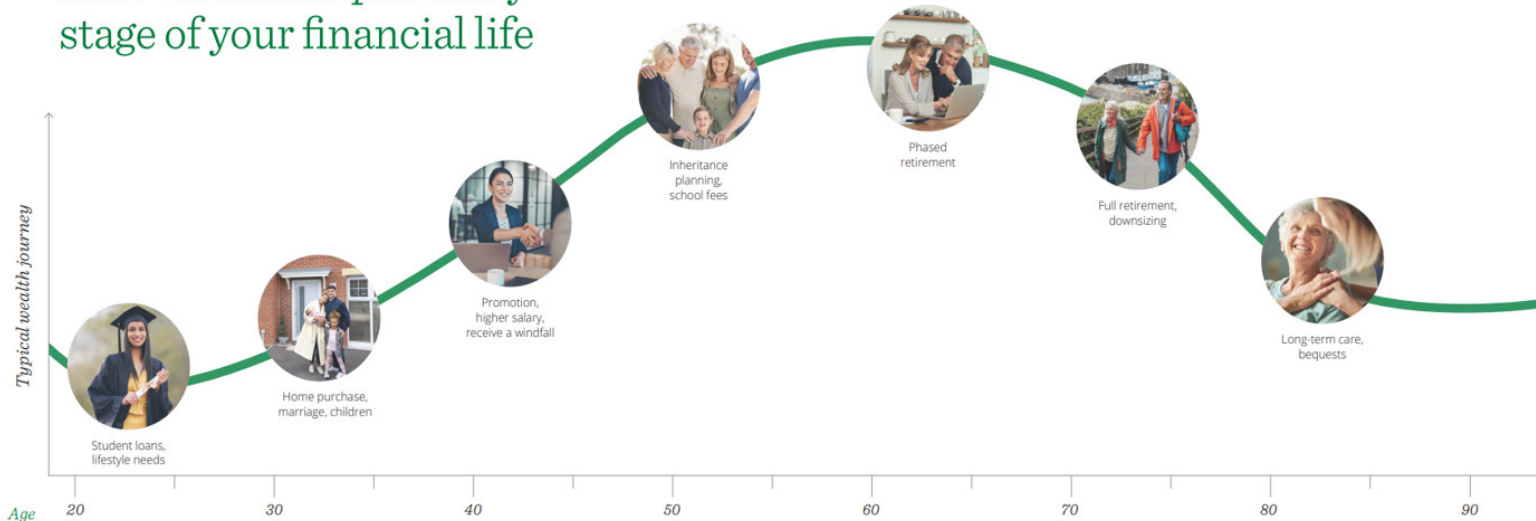 stage of your financial life
Typical wealth journey
Student loans,
lifestyle needs
Home purchase,
marriage, children
Promotion,
higher salary,
receive a windfall
Inheritance
planning,
school fees
Phased
retirement
Full retirement,
downsizing
Long-term care,
bequests
Age
20
30
40
50
60
70
80
90